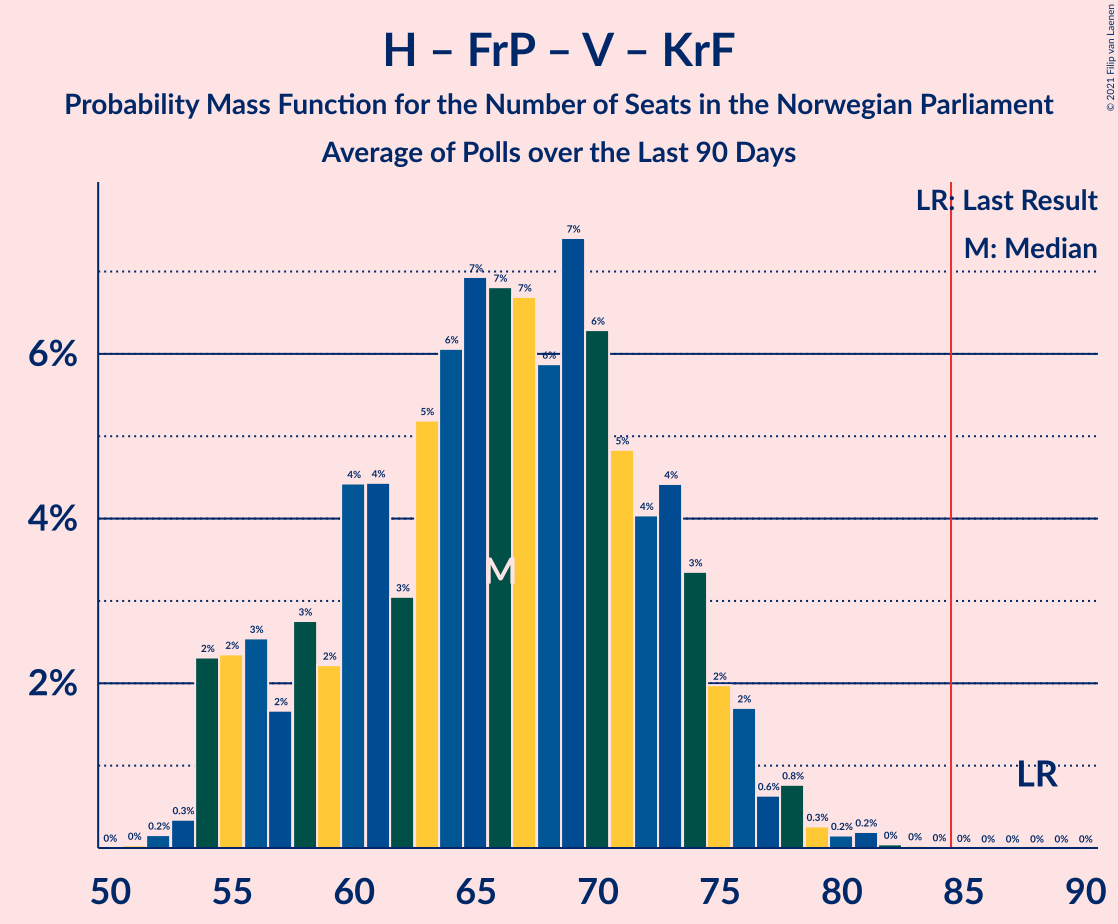 H – FrP – V – KrF
Probability Mass Function for the Number of Seats in the Norwegian Parliament
Average of Polls over the Last 90 Days
© 2021 Filip van Laenen
LR: Last Result
M: Median
6%
4%
2%
0% 0% 0.2% 0.3% 2% 2% 3% 2% 3% 2% 4% 4% 3% 5% 6% 7% 7% 7% 6% 7% 6% 5% 4% 4% 3% 2% 2% 0.6% 0.8% 0.3% 0.2% 0.2% 0% 0% 0% 0% 0% 0% 0% 0% 0%
M
LR
50 55 60 65 70 75 80 85 90